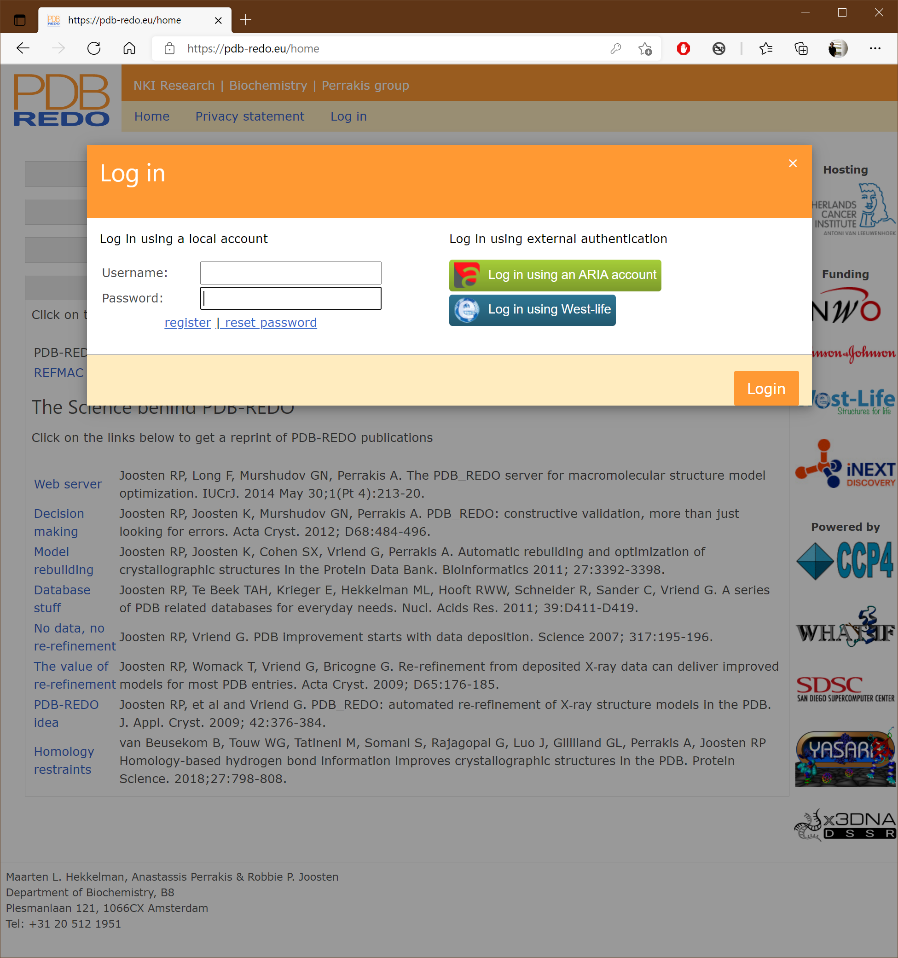 https://pdb-redo.eu/home
https://pdb-redo.eu/home
PDB
REDO
NKI Research | Biochemistry | Perrakis group
Home Privacy statement Log in
Log in
Log in using a local account
Username:
Password:
register | reset password
Log in using external authentication
Log in using an ARIA account
Log in using West-life
Login
Click on
PDB-RED
REFMAC
The Science behind PDB-REDO
Click on the links below to get a reprint of PDB-REDO publications
Web server
Joosten RP, Long F, Murshudov GN, Perrakis A. The PDB_REDO server for macromolecular structure model
optimization. IUCrJ. 2014 May 30;1(Pt 4):213-20.
Decision
making
Joosten RP, Joosten K, Murshudov GN, Perrakis A. PDB_REDO: constructive validation, more than just
looking for errors. Acta Cryst. 2012; D68:484-496.
Model
rebuilding
Joosten RP, Joosten K, Cohen SX, Vriend G, Perrakis A. Automatic rebuilding and optimization of
crystallographic structures in the Protein Data Bank. Bioinformatics 2011; 27:3392-3398.
Database
stuff
Joosten RP, Te Beek TAH, Krieger E, Hekkelman ML, Hooft RWW, Schneider R, Sander C, Vriend G. A series
of PDB related databases for everyday needs. Nucl. Acids Res. 2011; 39:D411-D419.
No data, no
re-refinement
Joosten RP, Vriend G. PDB improvement starts with data deposition. Science 2007; 317:195-196.
The value of
re-refinement
Joosten RP, Womack T, Vriend G, Bricogne G. Re-refinement from deposited X-ray data can deliver improved
models for most PDB entries. Acta Cryst. 2009; D65:176-185.
PDB-REDO
idea
Joosten RP, et al and Vriend G. PDB_REDO: automated re-refinement of X-ray structure models in the PDB.
J. Appl. Cryst. 2009; 42:376-384.
Homology
restraints
van Beusekom B, Touw WG, Tatineni M, Somani S, Rajagopal G, Luo J, Gilliland GL, Perrakis A, Joosten RP
Homology-based hydrogen bond information improves crystallographic structures in the PDB. Protein
Science. 2018;27:798-808.
Hosting
HERLANDS
CANCER
INSTITUTE
ANTONI VAN LEEUWENHOEK
Funding
NWO
Johnson
West-Life
Structures for life
iNEXT
DISCOVERY
Powered by
CCP4
WHAT IF
SDSC
SAN DIEGO SUPERCOMPUTER CENTER
YASARA
x3DNA
DSSR
Maarten L. Hekkelman, Anastassis Perrakis & Robbie P. Joosten
Department of Biochemistry, B8
Plesmanlaan 121, 1066CX Amsterdam
Tel: +31 20 512 1951